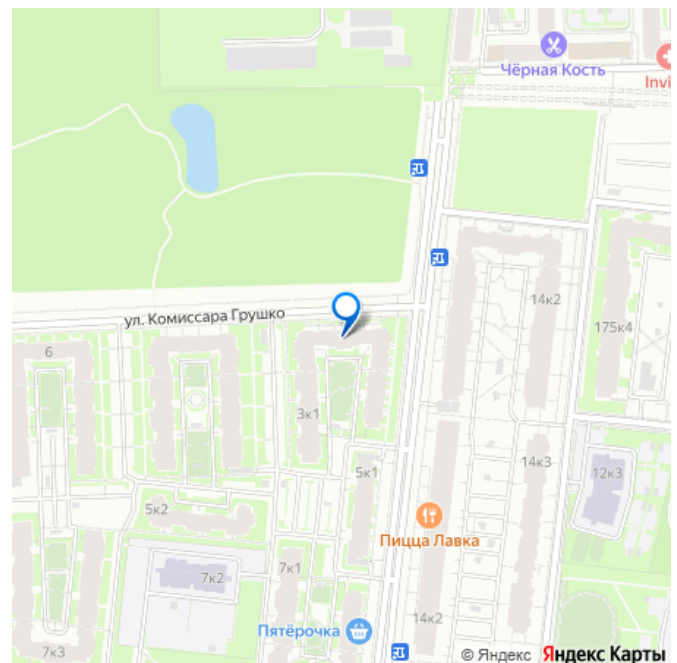 Чёрная Кость
Invi
ул. Комиссара Грушко
14к2
175к4
6
3к1
14к3
5к1
12к3
5к2
Пицца Лавка
7к1
7к2
14к2
Пятёрочка
7к3
© Яндекс Яндекс Карты